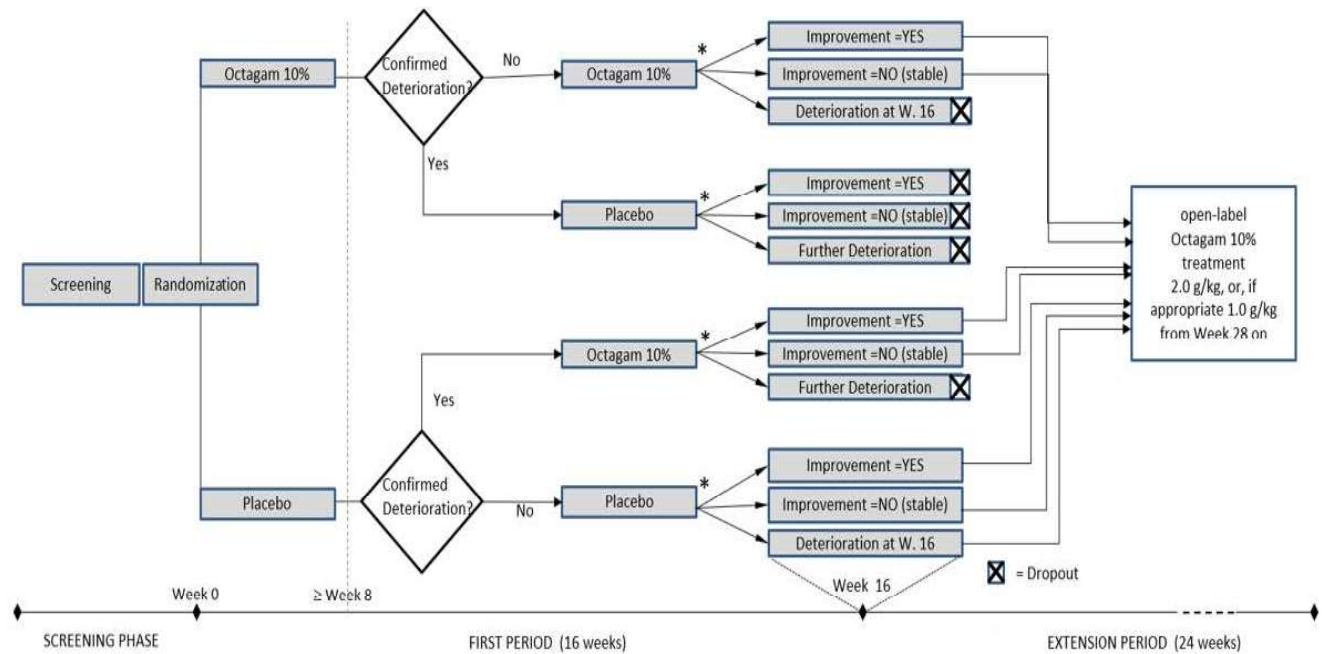 Improvement =YES
Octagam 10%
Confirmed
Deterioration?
No
Octagam 10%
*
Improvement =NO (stable)
Deterioration at W. 16
Yes
Placebo
*
Improvement =YES
Improvement =NO (stable)
Further Deterioration
Screening
Randomization
open-label
Octagam 10%
treatment
2.0 g/kg, or, if
appropriate 1.0 g/kg
from Week 28 on
Octagam 10%
*
Improvement =YES
Improvement =NO (stable)
Further Deterioration
Yes
Placebo
Confirmed
Deterioration?
No
Placebo
*
Improvement =YES
Improvement =NO (stable)
Deterioration at W. 16
= Dropout
Week 0
≥ Week 8
Week 16
SCREENING PHASE
FIRST PERIOD (16 weeks)
EXTENSION PERIOD (24 weeks)